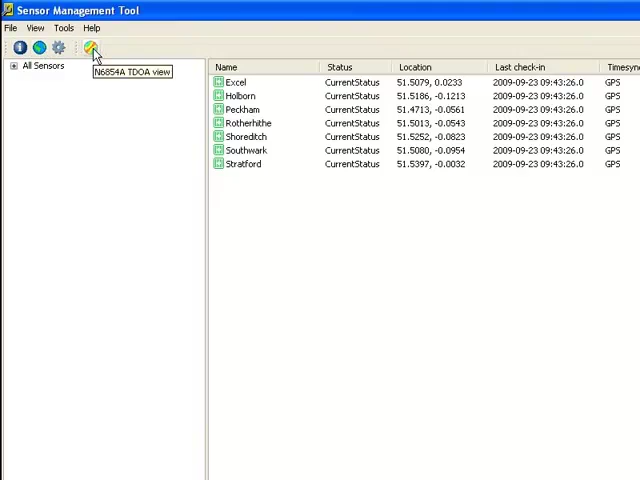 Sensor Management Tool
File View Tools Help
All Sensors
N6854A TDOA view
Name Status Location Last check-in Timesync
Excel CurrentStatus 51.5079, 0.0233 2009-09-23 09:43:26.0 GPS
Holborn CurrentStatus 51.5186, -0.1213 2009-09-23 09:43:26.0 GPS
Peckham CurrentStatus 51.4713, -0.0561 2009-09-23 09:43:26.0 GPS
Rotherhithe CurrentStatus 51.5013, -0.0543 2009-09-23 09:43:26.0 GPS
Shoreditch CurrentStatus 51.5252, -0.0823 2009-09-23 09:43:26.0 GPS
Southwark CurrentStatus 51.5080, -0.0954 2009-09-23 09:43:26.0 GPS
Stratford CurrentStatus 51.5397, -0.0032 2009-09-23 09:43:26.0 GPS